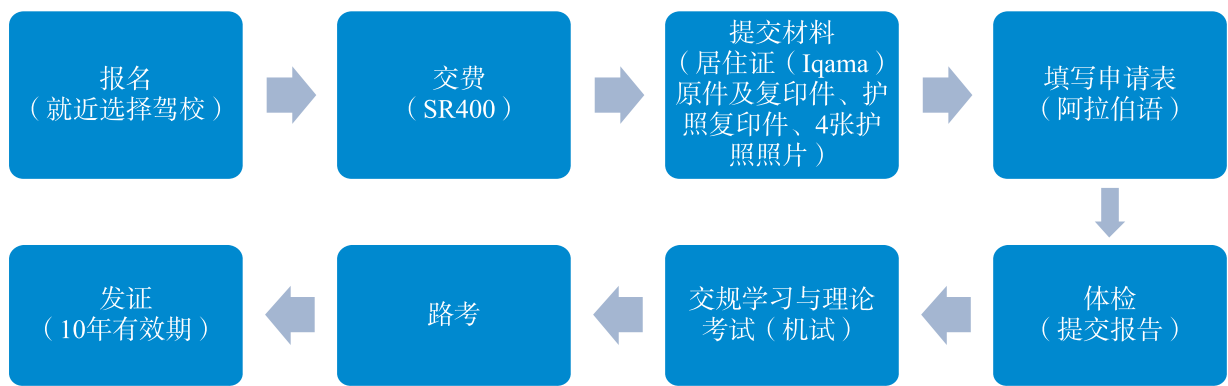 报名
（就近选择驾校）
交费
（SR400）
提交材料
（居住证（Iqama）
原件及复印件、护
照复印件、4张护
照照片）
填写申请表
（阿拉伯语）
体检
（提交报告）
交规学习与理论
考试（机试）
路考
发证
（10年有效期）